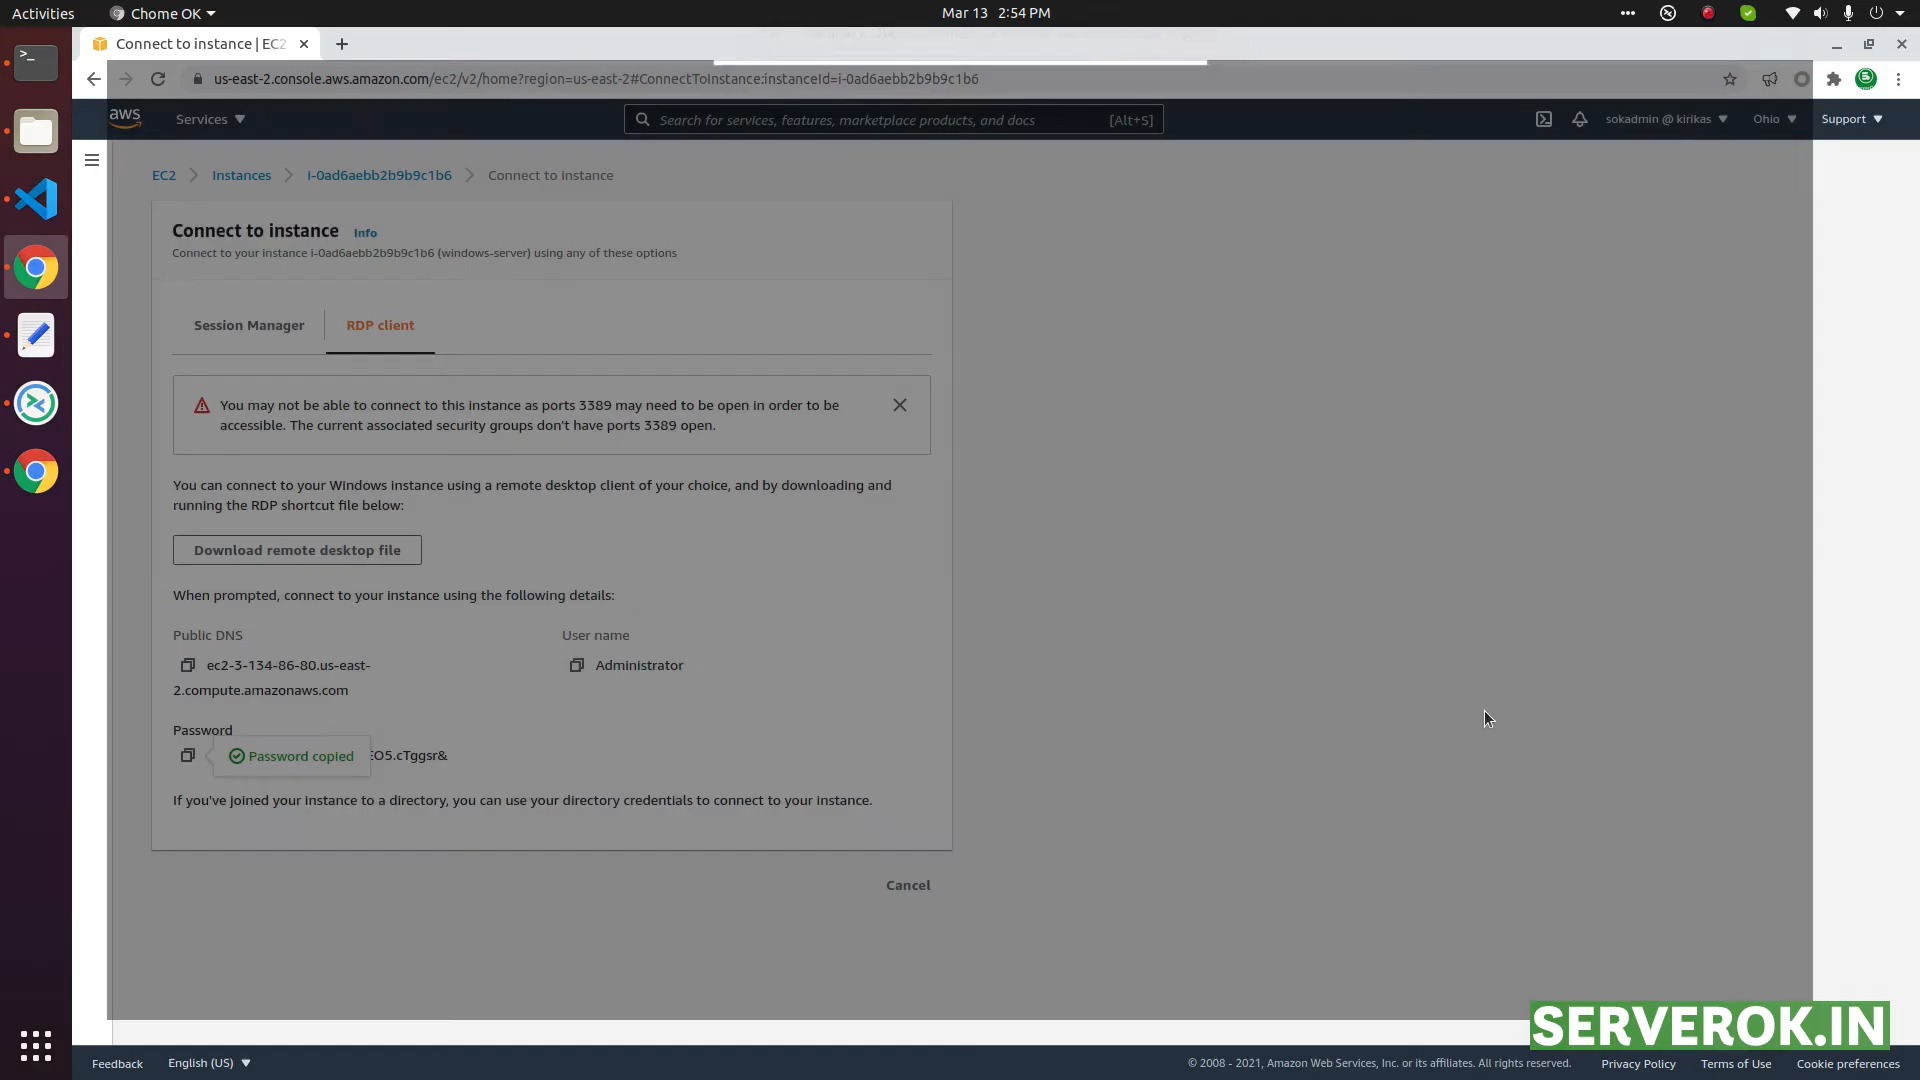 Activities
Chome OK
Mar 13 2:54 PM
Connect to instance | EC2
us-east-2.console.aws.amazon.com/ec2/v2/home?region=us-east-2#ConnectToInstance:instanceId=i-0ad6aebb2b9b9c1b6
aws
Services
Search for services, features, marketplace products, and docs
[Alt+S]
sokadmin @ kirikas
Ohio
Support
EC2
Instances
i-0ad6aebb2b9b9c1b6
Connect to instance
Connect to instance Info
Connect to your instance i-0ad6aebb2b9b9c1b6 (windows-server) using any of these options
Session Manager
RDP client
You may not be able to connect to this instance as ports 3389 may need to be open in order to be
accessible. The current associated security groups don't have ports 3389 open.
You can connect to your Windows instance using a remote desktop client of your choice, and by downloading and
running the RDP shortcut file below:
Download remote desktop file
When prompted, connect to your instance using the following details:
Public DNS
User name
ec2-3-134-86-80.us-east-
2.compute.amazonaws.com
Administrator
Password
Password copied
EO5.cTggsr&
If you've joined your instance to a directory, you can use your directory credentials to connect to your instance.
Cancel
SERVEROK.IN
Feedback
English (US)
© 2008 - 2021, Amazon Web Services, Inc. or its affiliates. All rights reserved.
Privacy Policy
Terms of Use
Cookie preferences